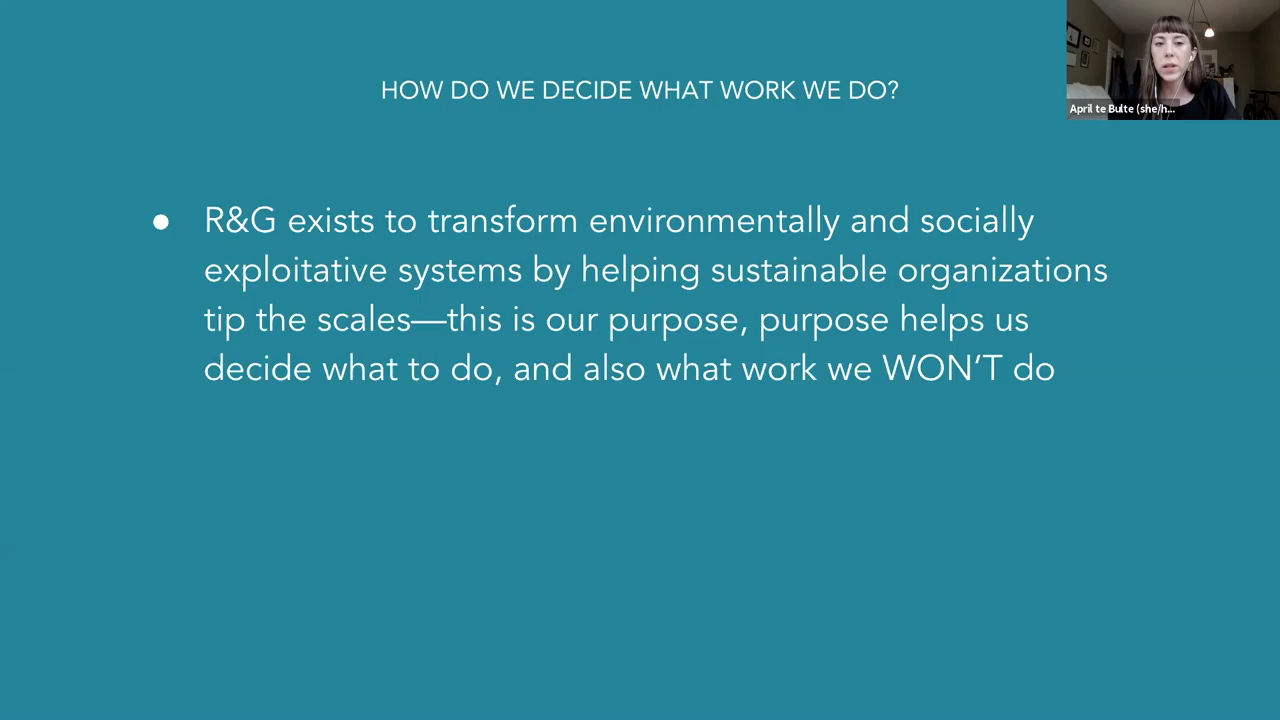 HOW DO WE DECIDE WHAT WORK WE DO?
April te Bulte (she/h...
● R&G exists to transform environmentally and socially
exploitative systems by helping sustainable organizations
tip the scales—this is our purpose, purpose helps us
decide what to do, and also what work we WON’T do